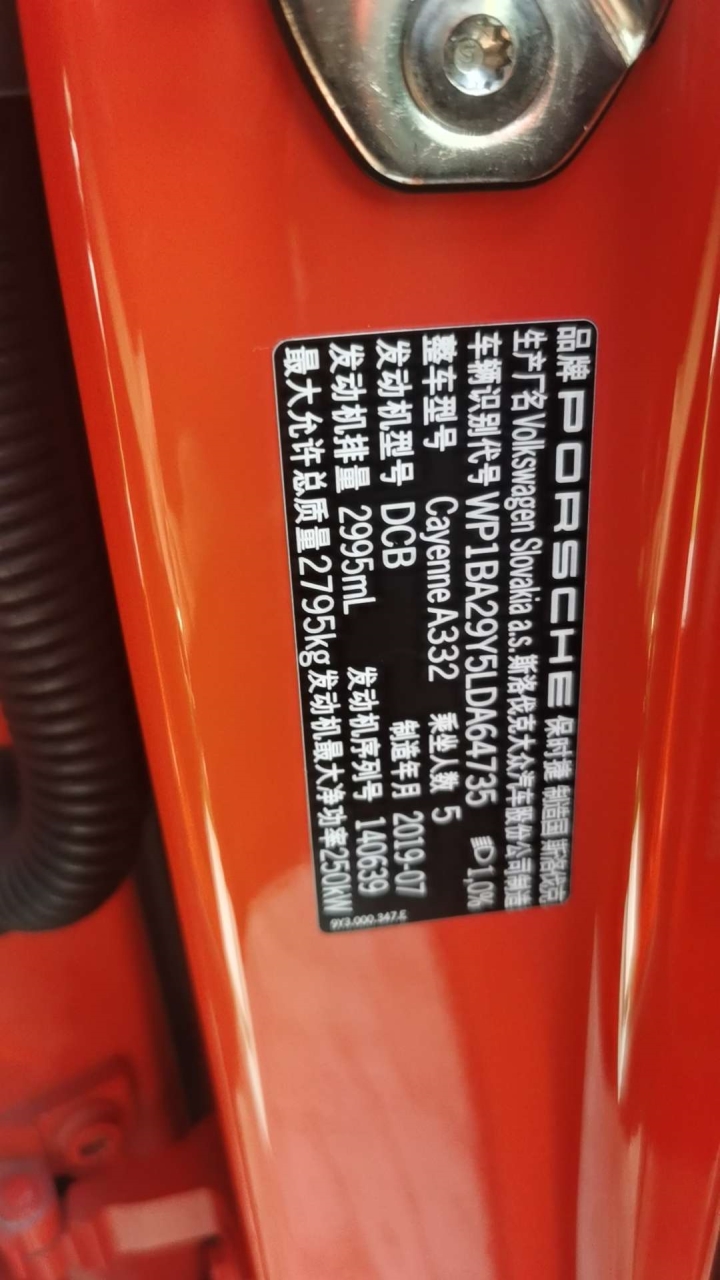 品牌 PORSCHE 保时捷 制造国 斯洛伐克
生产厂名 Volkswagen Slovakia a.s. 斯洛伐克大众汽车股份公司制造
车辆识别代号 WP1BA29Y5LDA64735 1,0%
整车型号 Cayenne A332 乘坐人数 5
发动机型号 DCB 制造年月 2019-07
发动机排量 2995mL 发动机序列号 140639
最大允许总质量 2795kg 发动机最大净功率 250kW
9Y3.000.347.E